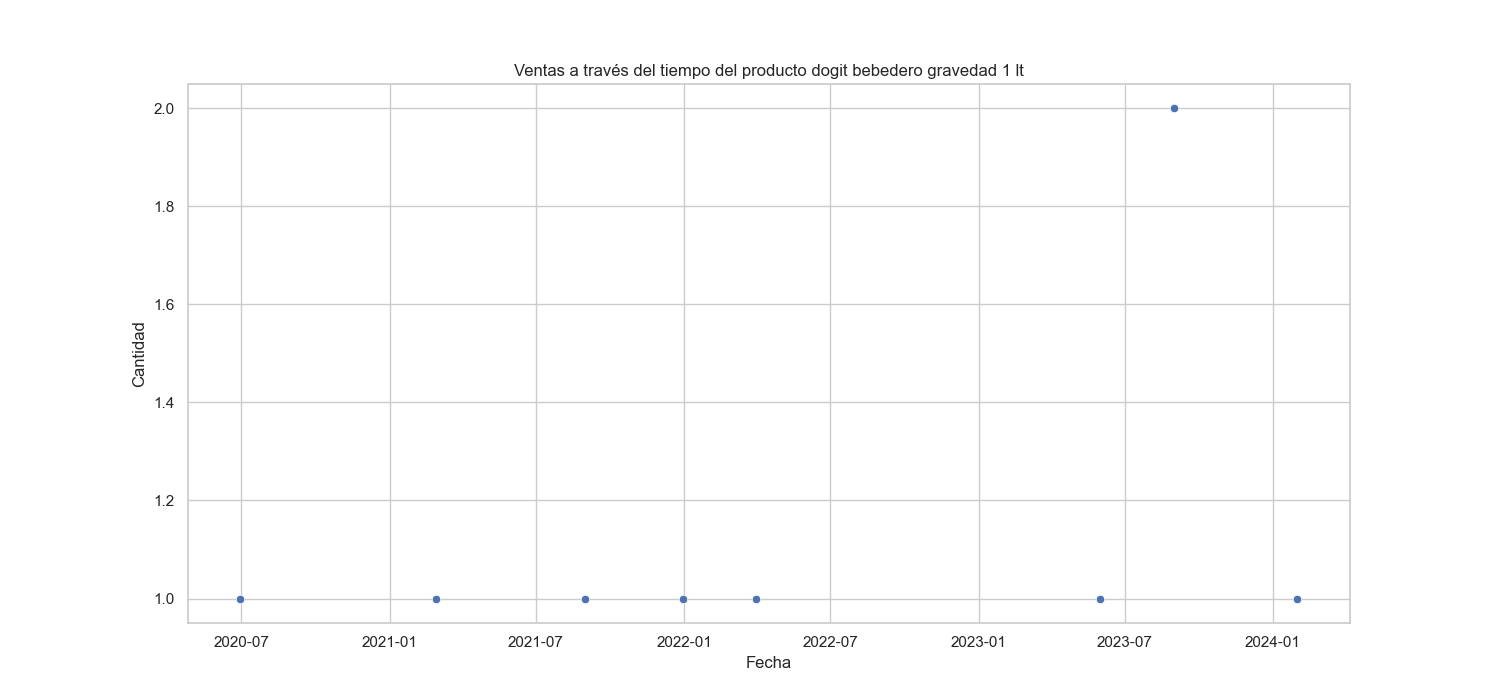 Ventas a través del tiempo del producto dogit bebedero gravedad 1 lt
2.0
1.8
1.6
1.4
1.2
1.0
Cantidad
2020-07 2021-01 2021-07 2022-01 2022-07 2023-01 2023-07 2024-01
Fecha